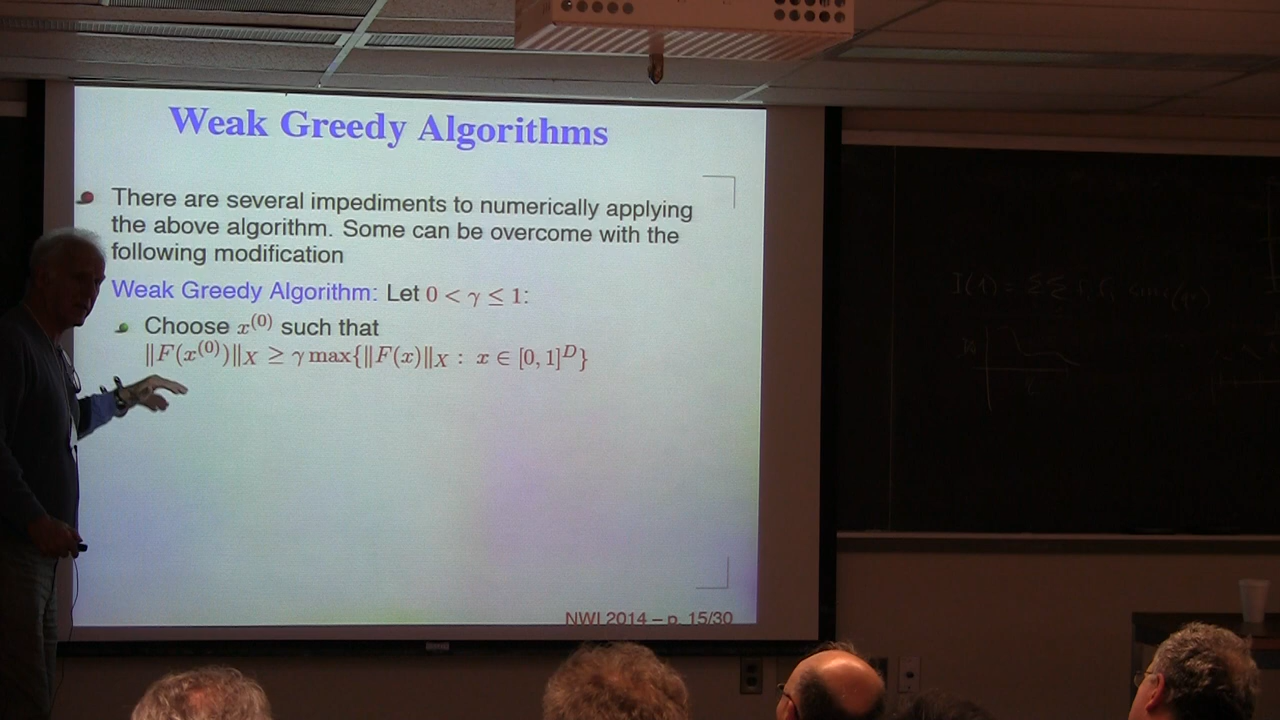 Weak Greedy Algorithms
There are several impediments to numerically applying
the above algorithm. Some can be overcome with the
following modification
Weak Greedy Algorithm: Let 0 < γ ≤ 1:
Choose x^(0) such that
‖F(x^(0))‖_X ≥ γ max{‖F(x)‖_X : x ∈ [0, 1]^D}
NWI 2014 – p. 15/30